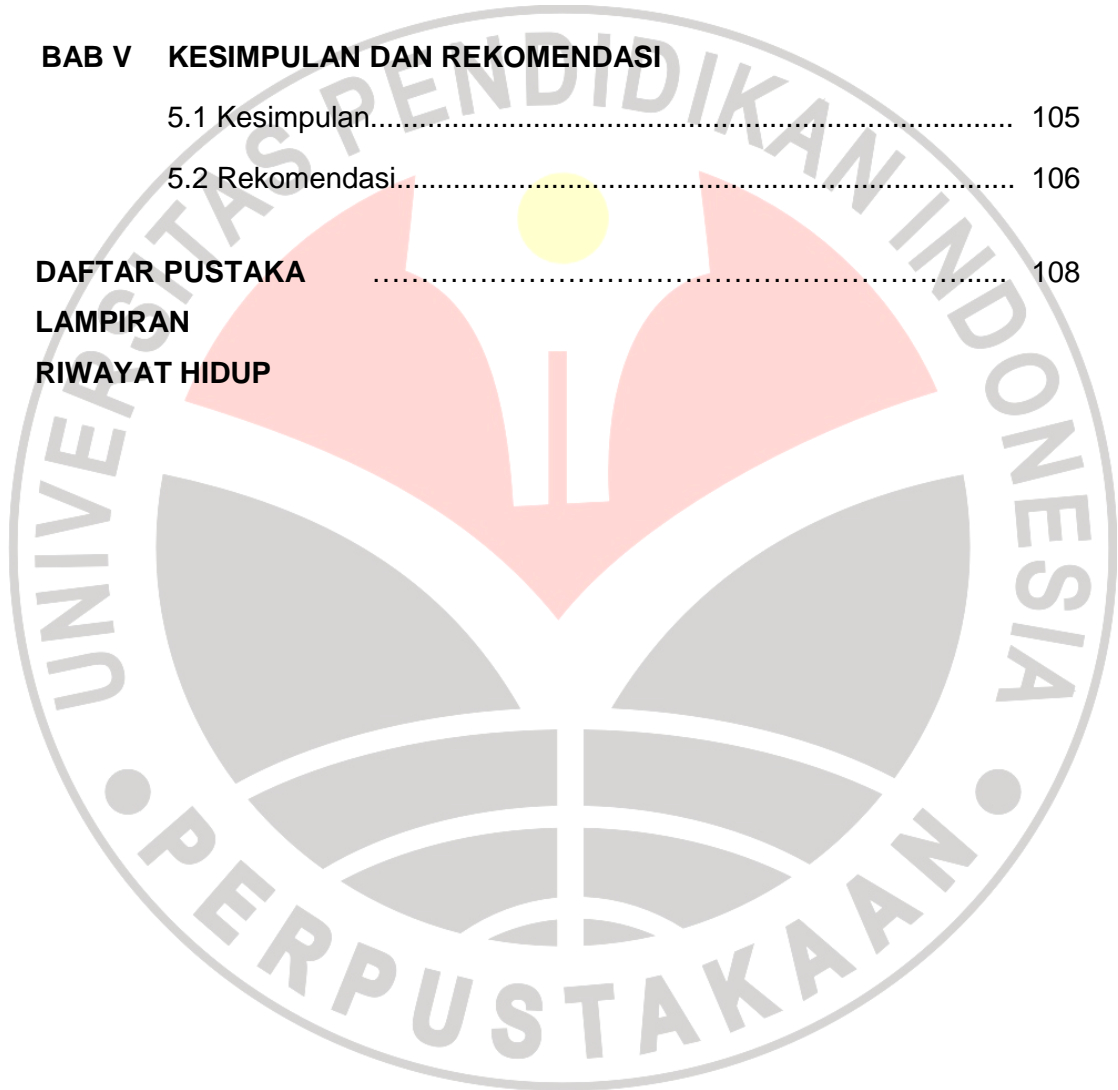 BAB V KESIMPULAN DAN REKOMENDASI
5.1 Kesimpulan............................................................................... 105
5.2 Rekomendasi............................................................................ 106
DAFTAR PUSTAKA ……………………………………………………….... 108
LAMPIRAN
RIWAYAT HIDUP
UNIVERSITAS PENDIDIKAN INDONESIA
PERPUSTAKAAN